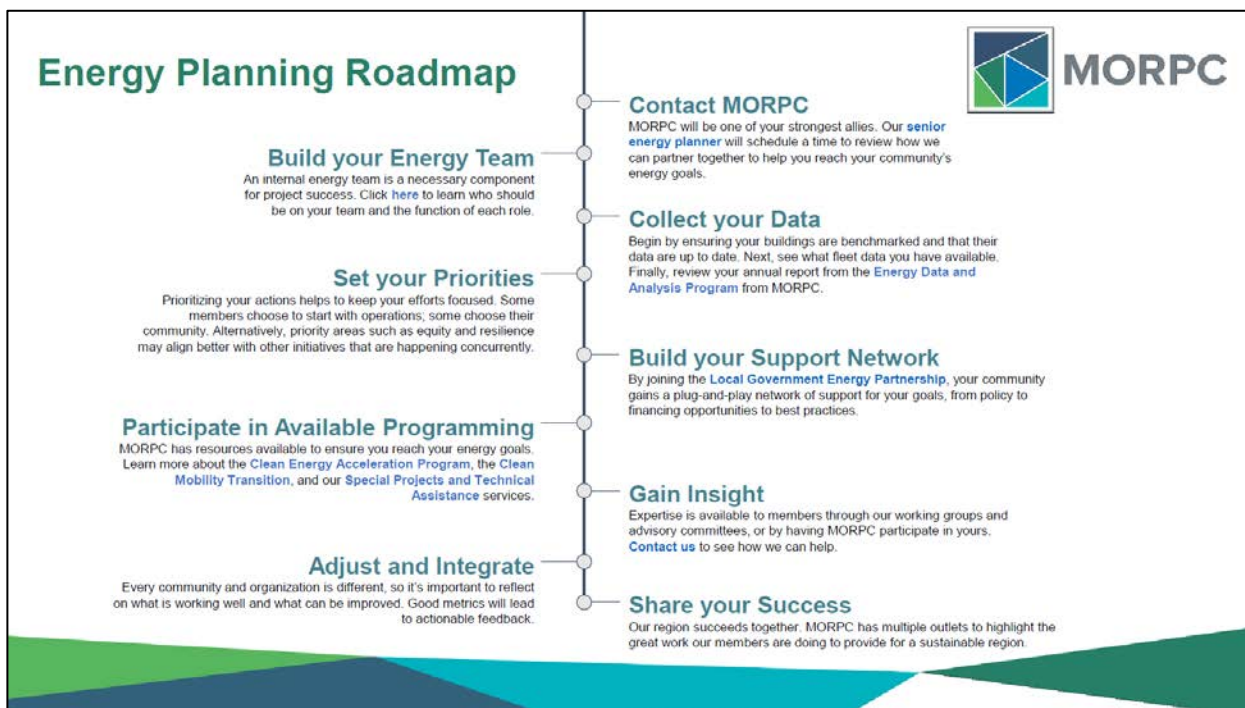 Energy Planning Roadmap
MORPC
Contact MORPC
MORPC will be one of your strongest allies. Our senior
energy planner will schedule a time to review how we
can partner together to help you reach your community's
energy goals.
Build your Energy Team
An internal energy team is a necessary component
for project success. Click here to learn who should
be on your team and the function of each role.
Collect your Data
Begin by ensuring your buildings are benchmarked and that their
data are up to date. Next, see what fleet data you have available.
Finally, review your annual report from the Energy Data and
Analysis Program from MORPC.
Set your Priorities
Prioritizing your actions helps to keep your efforts focused. Some
members choose to start with operations; some choose their
community. Alternatively, priority areas such as equity and resilience
may align better with other initiatives that are happening concurrently.
Build your Support Network
By joining the Local Government Energy Partnership, your community
gains a plug-and-play network of support for your goals, from policy to
financing opportunities to best practices.
Participate in Available Programming
MORPC has resources available to ensure you reach your energy goals.
Learn more about the Clean Energy Acceleration Program, the Clean
Mobility Transition, and our Special Projects and Technical
Assistance services.
Gain Insight
Expertise is available to members through our working groups and
advisory committees, or by having MORPC participate in yours.
Contact us to see how we can help.
Adjust and Integrate
Every community and organization is different, so it's important to reflect
on what is working well and what can be improved. Good metrics will lead
to actionable feedback.
Share your Success
Our region succeeds together. MORPC has multiple outlets to highlight the
great work our members are doing to provide for a sustainable region.